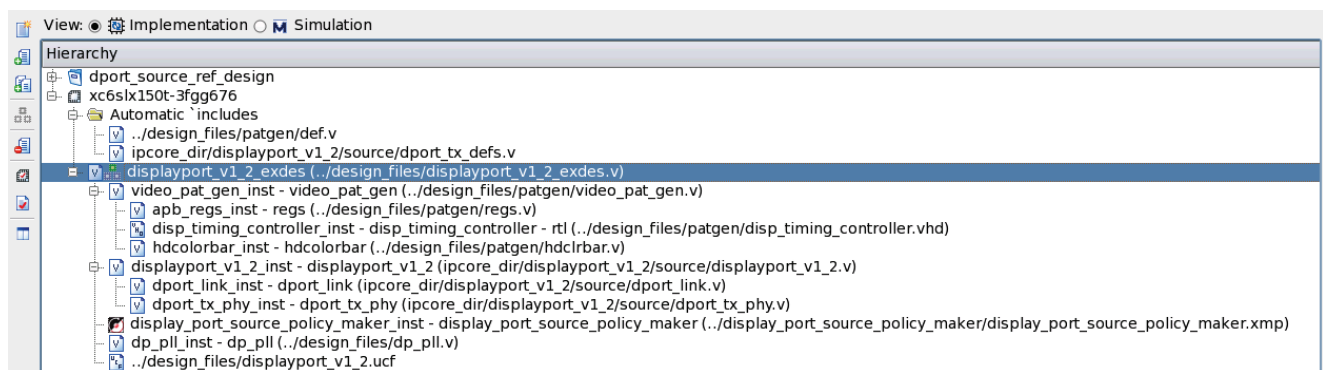 View: Implementation Simulation
Hierarchy
dport_source_ref_design
xc6slx150t-3fgg676
Automatic `includes
../design_files/patgen/def.v
ipcore_dir/displayport_v1_2/source/dport_tx_defs.v
displayport_v1_2_exdes (../design_files/displayport_v1_2_exdes.v)
video_pat_gen_inst - video_pat_gen (../design_files/patgen/video_pat_gen.v)
apb_regs_inst - regs (../design_files/patgen/regs.v)
disp_timing_controller_inst - disp_timing_controller - rtl (../design_files/patgen/disp_timing_controller.vhd)
hdcolorbar_inst - hdcolorbar (../design_files/patgen/hdclrbar.v)
displayport_v1_2_inst - displayport_v1_2 (ipcore_dir/displayport_v1_2/source/displayport_v1_2.v)
dport_link_inst - dport_link (ipcore_dir/displayport_v1_2/source/dport_link.v)
dport_tx_phy_inst - dport_tx_phy (ipcore_dir/displayport_v1_2/source/dport_tx_phy.v)
display_port_source_policy_maker_inst - display_port_source_policy_maker (../display_port_source_policy_maker/display_port_source_policy_maker.xmp)
dp_pll_inst - dp_pll (../design_files/dp_pll.v)
../design_files/displayport_v1_2.ucf